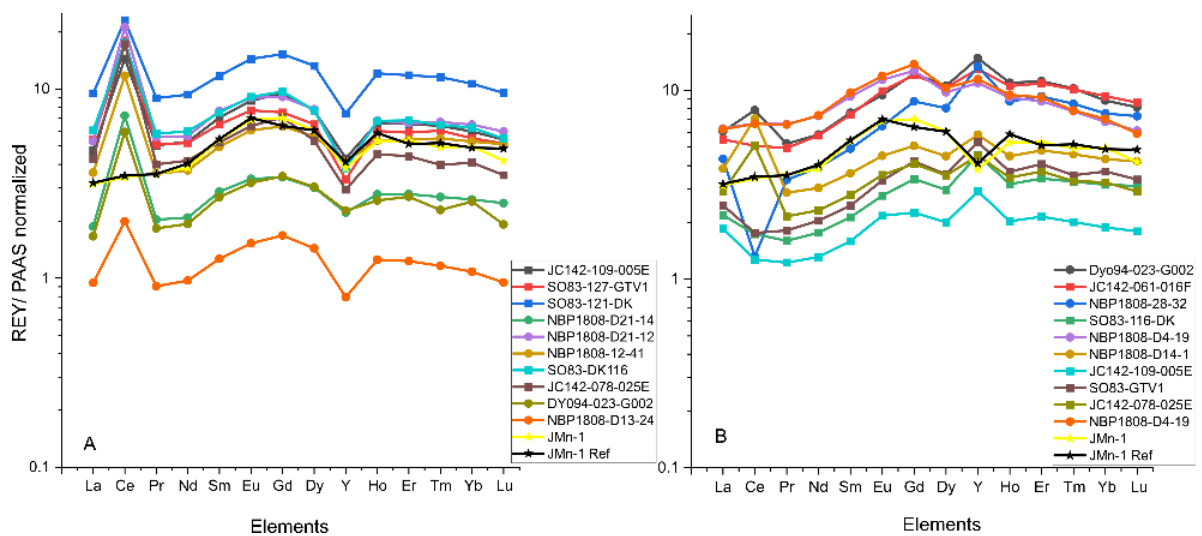 REY/ PAAS normalized
10
1
0.1
A
JC142-109-005E
SO83-127-GTV1
SO83-121-DK
NBP1808-D21-14
NBP1808-D21-12
NBP1808-12-41
SO83-DK116
JC142-078-025E
DY094-023-G002
NBP1808-D13-24
JMn-1
JMn-1 Ref
La Ce Pr Nd Sm Eu Gd Dy Y Ho Er Tm Yb Lu
Elements
10
1
0.1
B
Dyo94-023-G002
JC142-061-016F
NBP1808-28-32
SO83-116-DK
NBP1808-D4-19
NBP1808-D14-1
JC142-109-005E
SO83-GTV1
JC142-078-025E
NBP1808-D4-19
JMn-1
JMn-1 Ref
La Ce Pr Nd Sm Eu Gd Dy Y Ho Er Tm Yb Lu
Elements